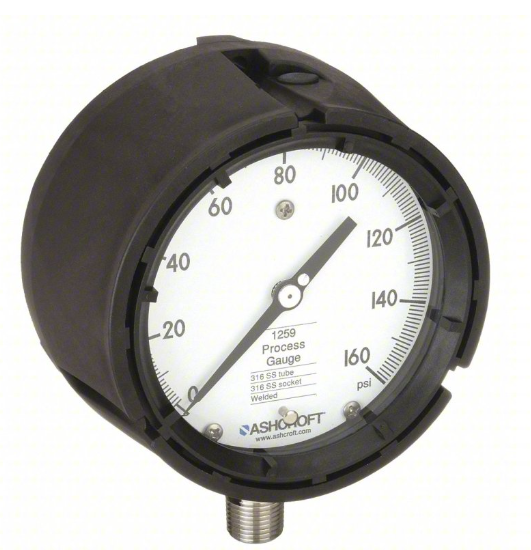 80
100
60
120
40
140
20
160
0
psi
1259
Process
Gauge
316 SS tube
316 SS socket
Welded
ASHCROFT
www.ashcroft.com